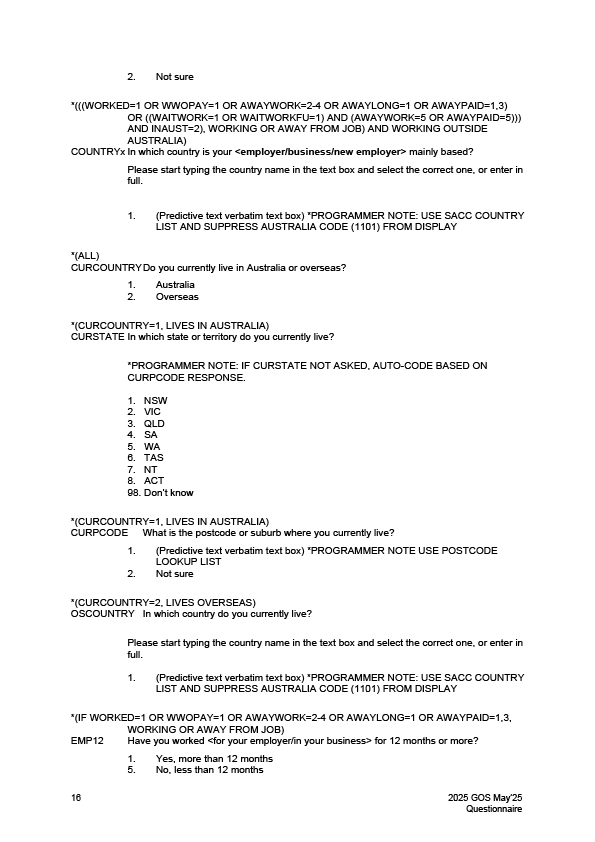 2. Not sure
*(((WORKED=1 OR WWOPAY=1 OR AWAYWORK=2-4 OR AWAYLONG=1 OR AWAYPAID=1,3)
OR ((WAITWORK=1 OR WAITWORKFU=1) AND (AWAYWORK=5 OR AWAYPAID=5)))
AND INAUST=2), WORKING OR AWAY FROM JOB) AND WORKING OUTSIDE
AUSTRALIA)
COUNTRYx In which country is your <employer/business/new employer> mainly based?
Please start typing the country name in the text box and select the correct one, or enter in
full.
1. (Predictive text verbatim text box) *PROGRAMMER NOTE: USE SACC COUNTRY
LIST AND SUPPRESS AUSTRALIA CODE (1101) FROM DISPLAY
*(ALL)
CURCOUNTRY Do you currently live in Australia or overseas?
1. Australia
2. Overseas
*(CURCOUNTRY=1, LIVES IN AUSTRALIA)
CURSTATE In which state or territory do you currently live?
*PROGRAMMER NOTE: IF CURSTATE NOT ASKED, AUTO-CODE BASED ON
CURPCODE RESPONSE.
1. NSW
2. VIC
3. QLD
4. SA
5. WA
6. TAS
7. NT
8. ACT
98. Don't know
*(CURCOUNTRY=1, LIVES IN AUSTRALIA)
CURPCODE What is the postcode or suburb where you currently live?
1. (Predictive text verbatim text box) *PROGRAMMER NOTE USE POSTCODE
LOOKUP LIST
2. Not sure
*(CURCOUNTRY=2, LIVES OVERSEAS)
OSCOUNTRY In which country do you currently live?
Please start typing the country name in the text box and select the correct one, or enter in
full.
1. (Predictive text verbatim text box) *PROGRAMMER NOTE: USE SACC COUNTRY
LIST AND SUPPRESS AUSTRALIA CODE (1101) FROM DISPLAY
*(IF WORKED=1 OR WWOPAY=1 OR AWAYWORK=2-4 OR AWAYLONG=1 OR AWAYPAID=1,3,
WORKING OR AWAY FROM JOB)
EMP12 Have you worked <for your employer/in your business> for 12 months or more?
1. Yes, more than 12 months
5. No, less than 12 months
16 2025 GOS May'25
Questionnaire